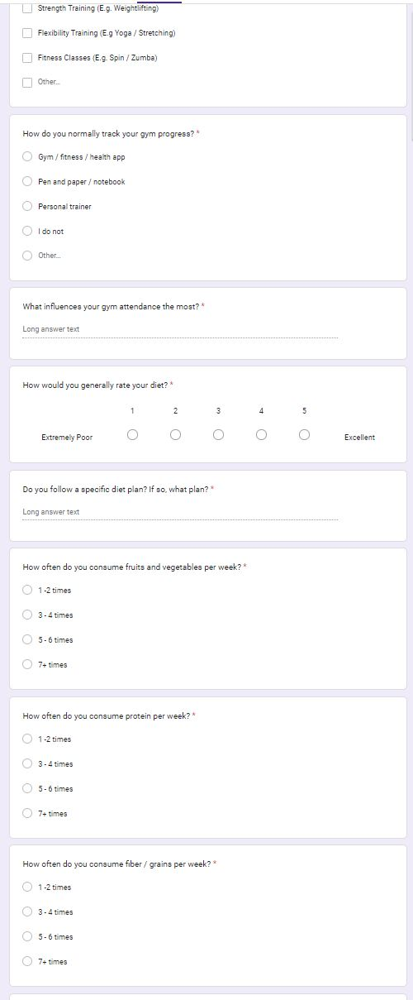 Strength Training (E.g. Weightlifting)
Flexibility Training (E.g Yoga / Stretching)
Fitness Classes (E.g. Spin / Zumba)
Other...
How do you normally track your gym progress? *
Gym / fitness / health app
Pen and paper / notebook
Personal trainer
I do not
Other...
What influences your gym attendance the most? *
Long answer text
How would you generally rate your diet? *
1 2 3 4 5
Extremely Poor Excellent
Do you follow a specific diet plan? If so, what plan? *
Long answer text
How often do you consume fruits and vegetables per week? *
1 -2 times
3 - 4 times
5 - 6 times
7+ times
How often do you consume protein per week? *
1 -2 times
3 - 4 times
5 - 6 times
7+ times
How often do you consume fiber / grains per week? *
1 -2 times
3 - 4 times
5 - 6 times
7+ times